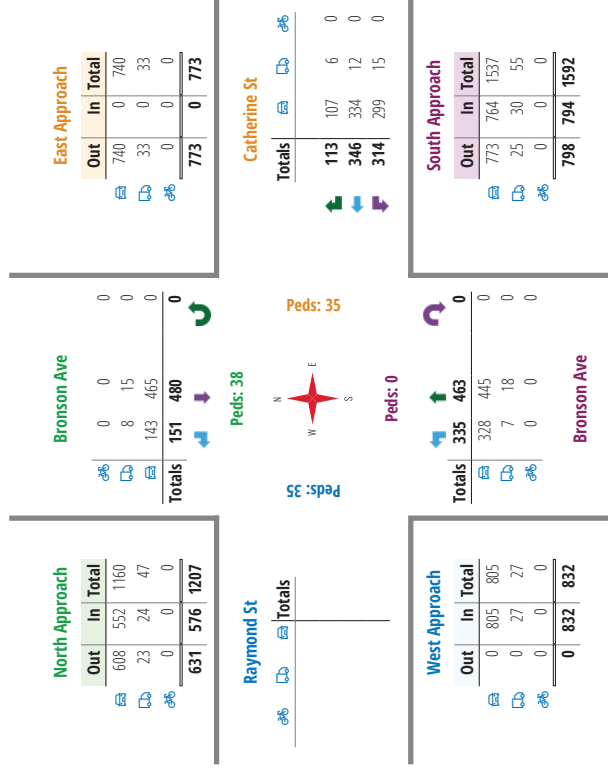 North Approach
Out In Total
608 552 1160
23 24 47
0 0 0
631 576 1207
Bronson Ave
0 0 0
8 15 0
143 465 0
Totals 151 480 0
East Approach
Out In Total
740 0 740
33 0 33
0 0 0
773 0 773
Raymond St
Totals
Peds: 38
Peds: 35
N
W E
S
Peds: 35
Peds: 0
Catherine St
Totals
113 107 6 0
346 334 12 0
314 299 15 0
West Approach
Out In Total
0 805 805
0 27 27
0 0 0
0 832 832
Totals 335 463 0
328 445 0
7 18 0
0 0 0
Bronson Ave
South Approach
Out In Total
773 764 1537
25 30 55
0 0 0
798 794 1592